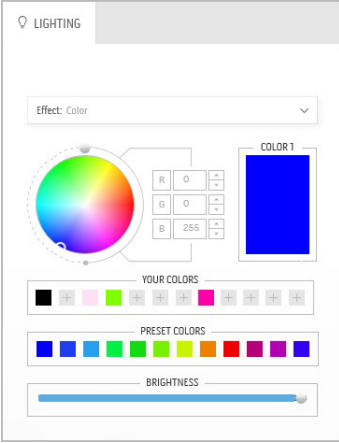 LIGHTING
Effect: Color
COLOR 1
R 0
G 0
B 255
YOUR COLORS
PRESET COLORS
BRIGHTNESS